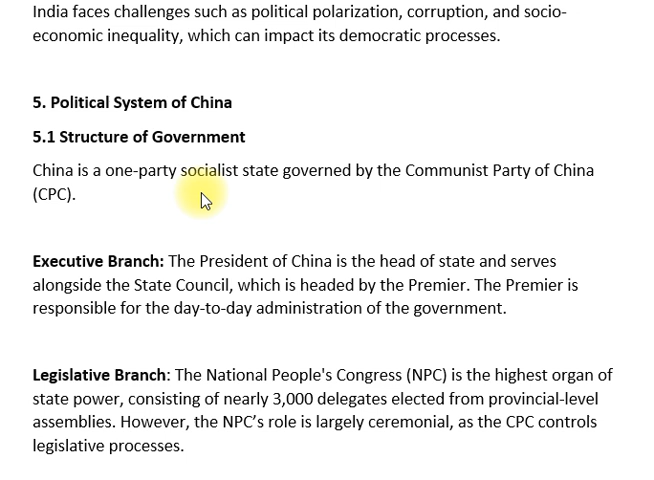 India faces challenges such as political polarization, corruption, and socio-
economic inequality, which can impact its democratic processes.
5. Political System of China
5.1 Structure of Government
China is a one-party socialist state governed by the Communist Party of China
(CPC).
Executive Branch: The President of China is the head of state and serves
alongside the State Council, which is headed by the Premier. The Premier is
responsible for the day-to-day administration of the government.
Legislative Branch: The National People's Congress (NPC) is the highest organ of
state power, consisting of nearly 3,000 delegates elected from provincial-level
assemblies. However, the NPC’s role is largely ceremonial, as the CPC controls
legislative processes.